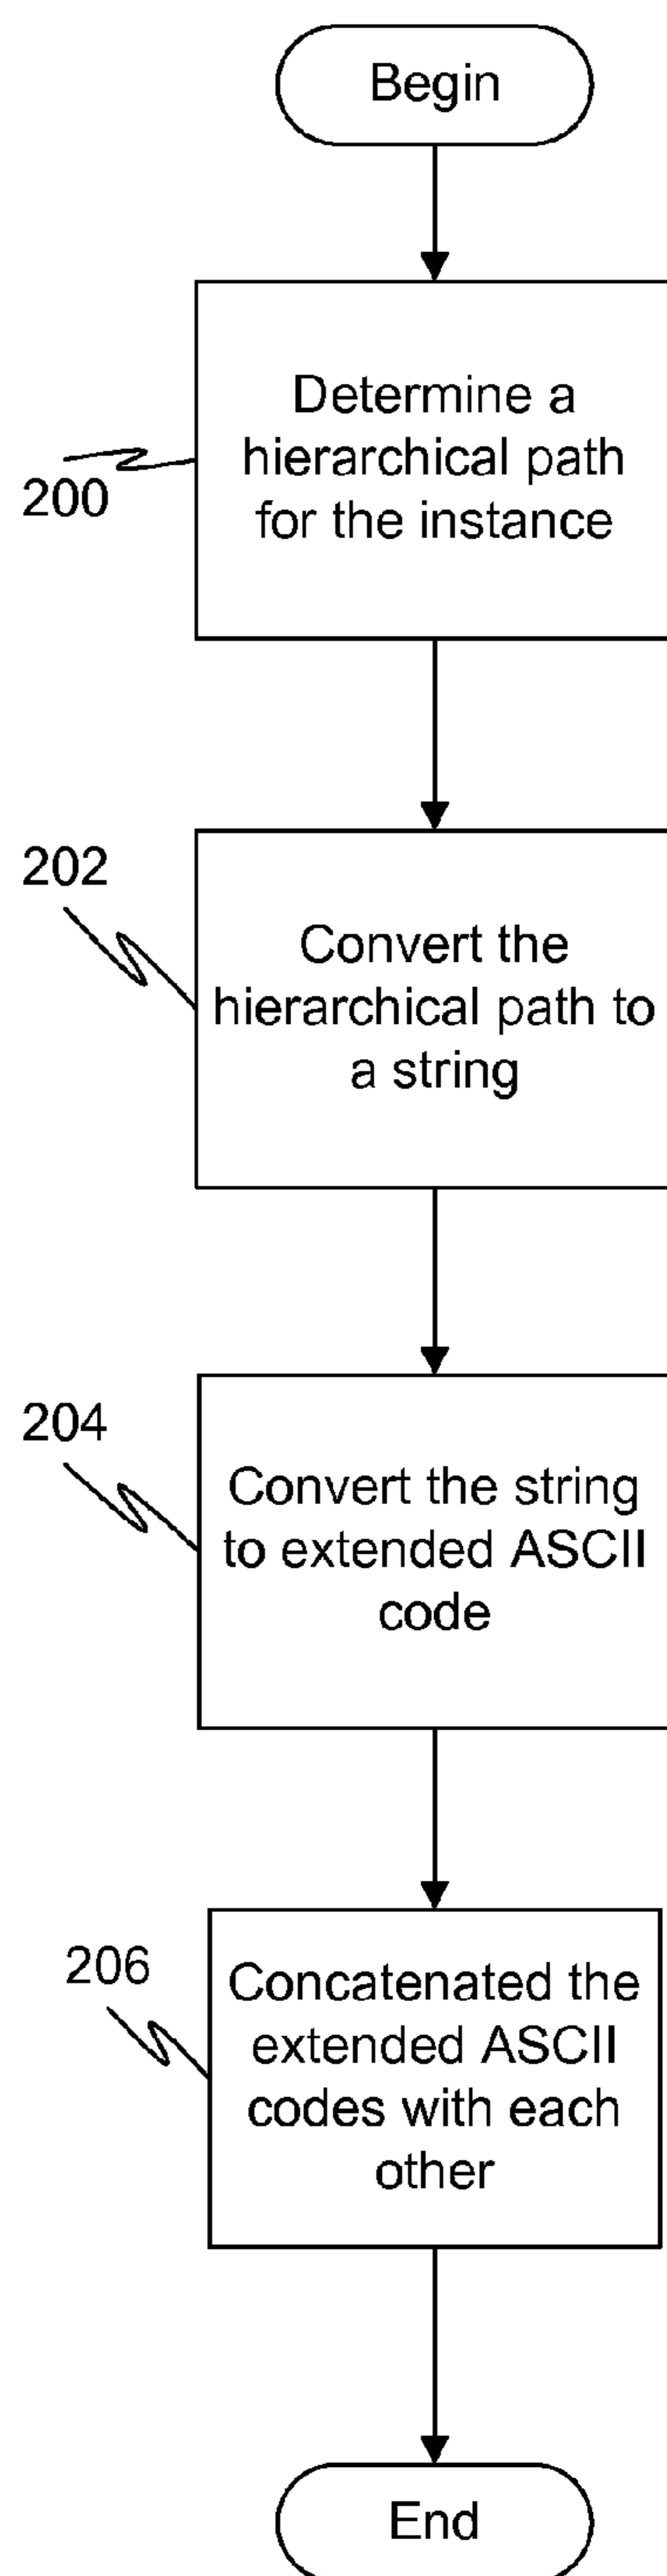 Begin
Determine a
hierarchical path
for the instance
200
202
Convert the
hierarchical path to
a string
204
Convert the string
to extended ASCII
code
206
Concatenated the
extended ASCII
codes with each
other
End